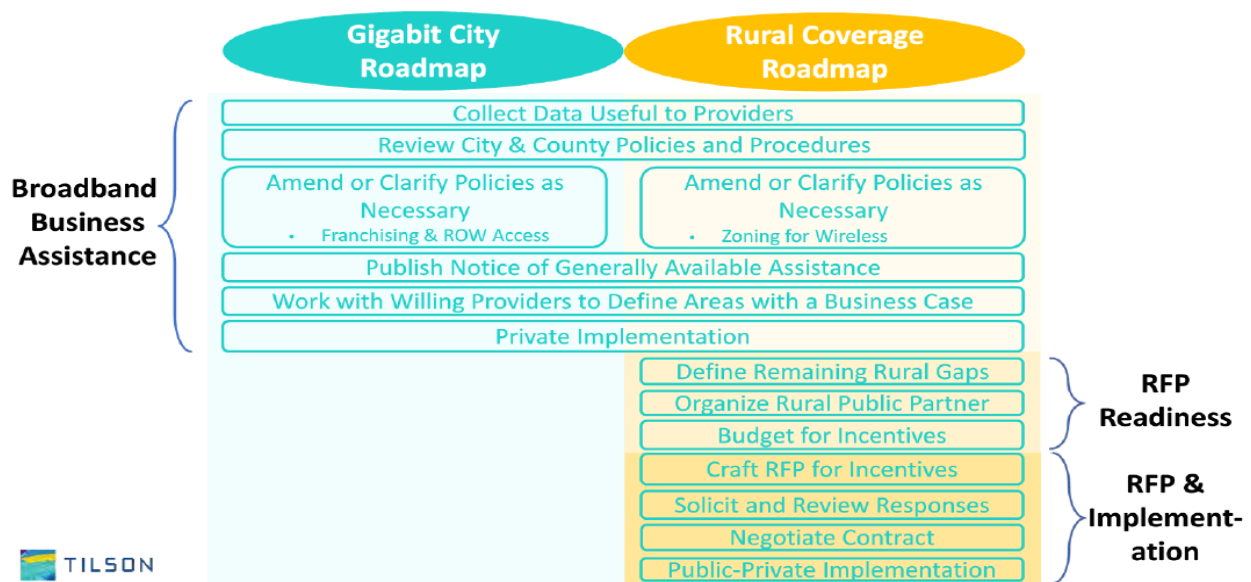 Gigabit City
Roadmap
Rural Coverage
Roadmap
Broadband
Business
Assistance
Collect Data Useful to Providers
Review City & County Policies and Procedures
Amend or Clarify Policies as
Necessary
• Franchising & ROW Access
Amend or Clarify Policies as
Necessary
• Zoning for Wireless
Publish Notice of Generally Available Assistance
Work with Willing Providers to Define Areas with a Business Case
Private Implementation
Define Remaining Rural Gaps
Organize Rural Public Partner
Budget for Incentives
RFP
Readiness
Craft RFP for Incentives
Solicit and Review Responses
Negotiate Contract
Public-Private Implementation
RFP &
Implement-
ation
TILSON